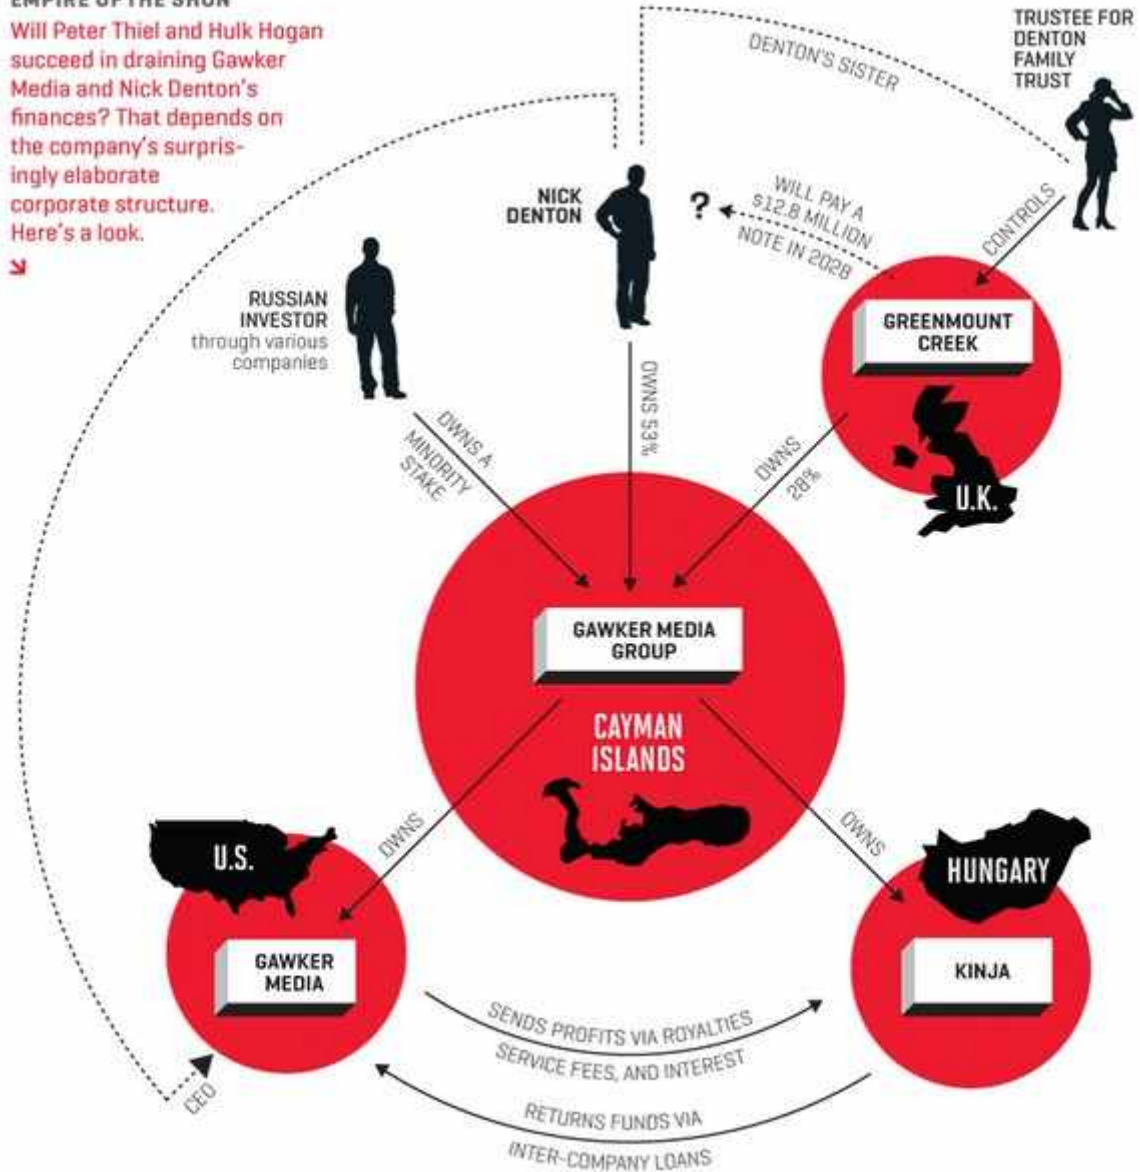 EMPIRE OF THE SHUN
Will Peter Thiel and Hulk Hogan
succeed in draining Gawker
Media and Nick Denton's
finances? That depends on
the company's surpris-
ingly elaborate
corporate structure.
Here's a look.
TRUSTEE FOR
DENTON
FAMILY
TRUST
DENTON'S SISTER
NICK
DENTON
?
WILL PAY A
$12.8 MILLION
NOTE IN 2028
CONTROLS
RUSSIAN
INVESTOR
through various
companies
GREENMOUNT
CREEK
U.K.
OWNS A
MINORITY
STAKE
OWNS 53%
OWNS
28%
GAWKER MEDIA
GROUP
CAYMAN
ISLANDS
OWNS
OWNS
U.S.
GAWKER
MEDIA
HUNGARY
KINJA
SENDS PROFITS VIA ROYALTIES
SERVICE FEES, AND INTEREST
RETURNS FUNDS VIA
INTER-COMPANY LOANS
CEO